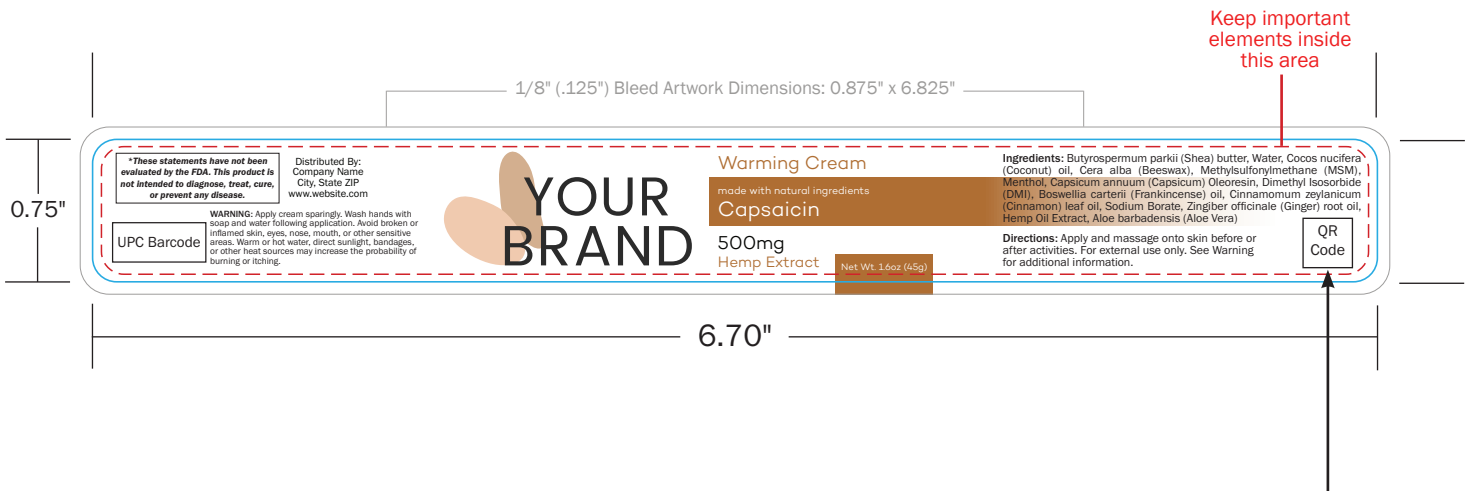 Keep important
elements inside
this area
1/8" (.125") Bleed Artwork Dimensions: 0.875" x 6.825"
0.75"
*These statements have not been
evaluated by the FDA. This product is
not intended to diagnose, treat, cure,
or prevent any disease.
Distributed By:
Company Name
City, State ZIP
www.website.com
UPC Barcode
WARNING: Apply cream sparingly. Wash hands with
soap and water following application. Avoid broken or
inflamed skin, eyes, nose, mouth, or other sensitive
areas. Warm or hot water, direct sunlight, bandages,
or other heat sources may increase the probability of
burning or itching.
YOUR
BRAND
Warming Cream
made with natural ingredients
Capsaicin
500mg
Hemp Extract
Net Wt. 1.6oz (45g)
Ingredients: Butyrospermum parkii (Shea) butter, Water, Cocos nucifera
(Coconut) oil, Cera alba (Beeswax), Methylsulfonylmethane (MSM),
Menthol, Capsicum annuum (Capsicum) Oleoresin, Dimethyl Isosorbide
(DMI), Boswellia carterii (Frankincense) oil, Cinnamomum zeylanicum
(Cinnamon) leaf oil, Sodium Borate, Zingiber officinale (Ginger) root oil,
Hemp Oil Extract, Aloe barbadensis (Aloe Vera)
Directions: Apply and massage onto skin before or
after activities. For external use only. See Warning
for additional information.
QR
Code
6.70"